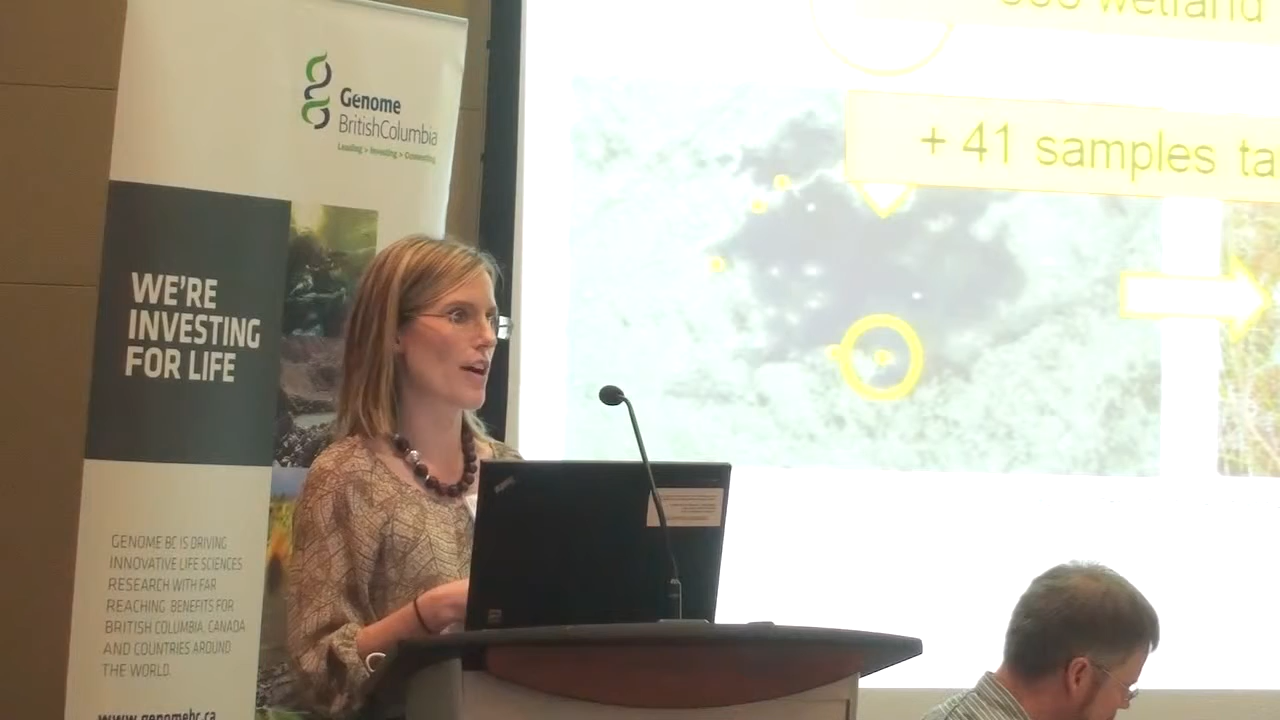 Genome
BritishColumbia
Leading > Investing > Connecting
WE'RE
INVESTING
FOR LIFE
GENOME BC IS DRIVING
INNOVATIVE LIFE SCIENCES
RESEARCH WITH FAR
REACHING BENEFITS FOR
BRITISH COLUMBIA, CANADA
AND COUNTRIES AROUND
THE WORLD.
www.genomebc.ca
wetland
+ 41 samples ta